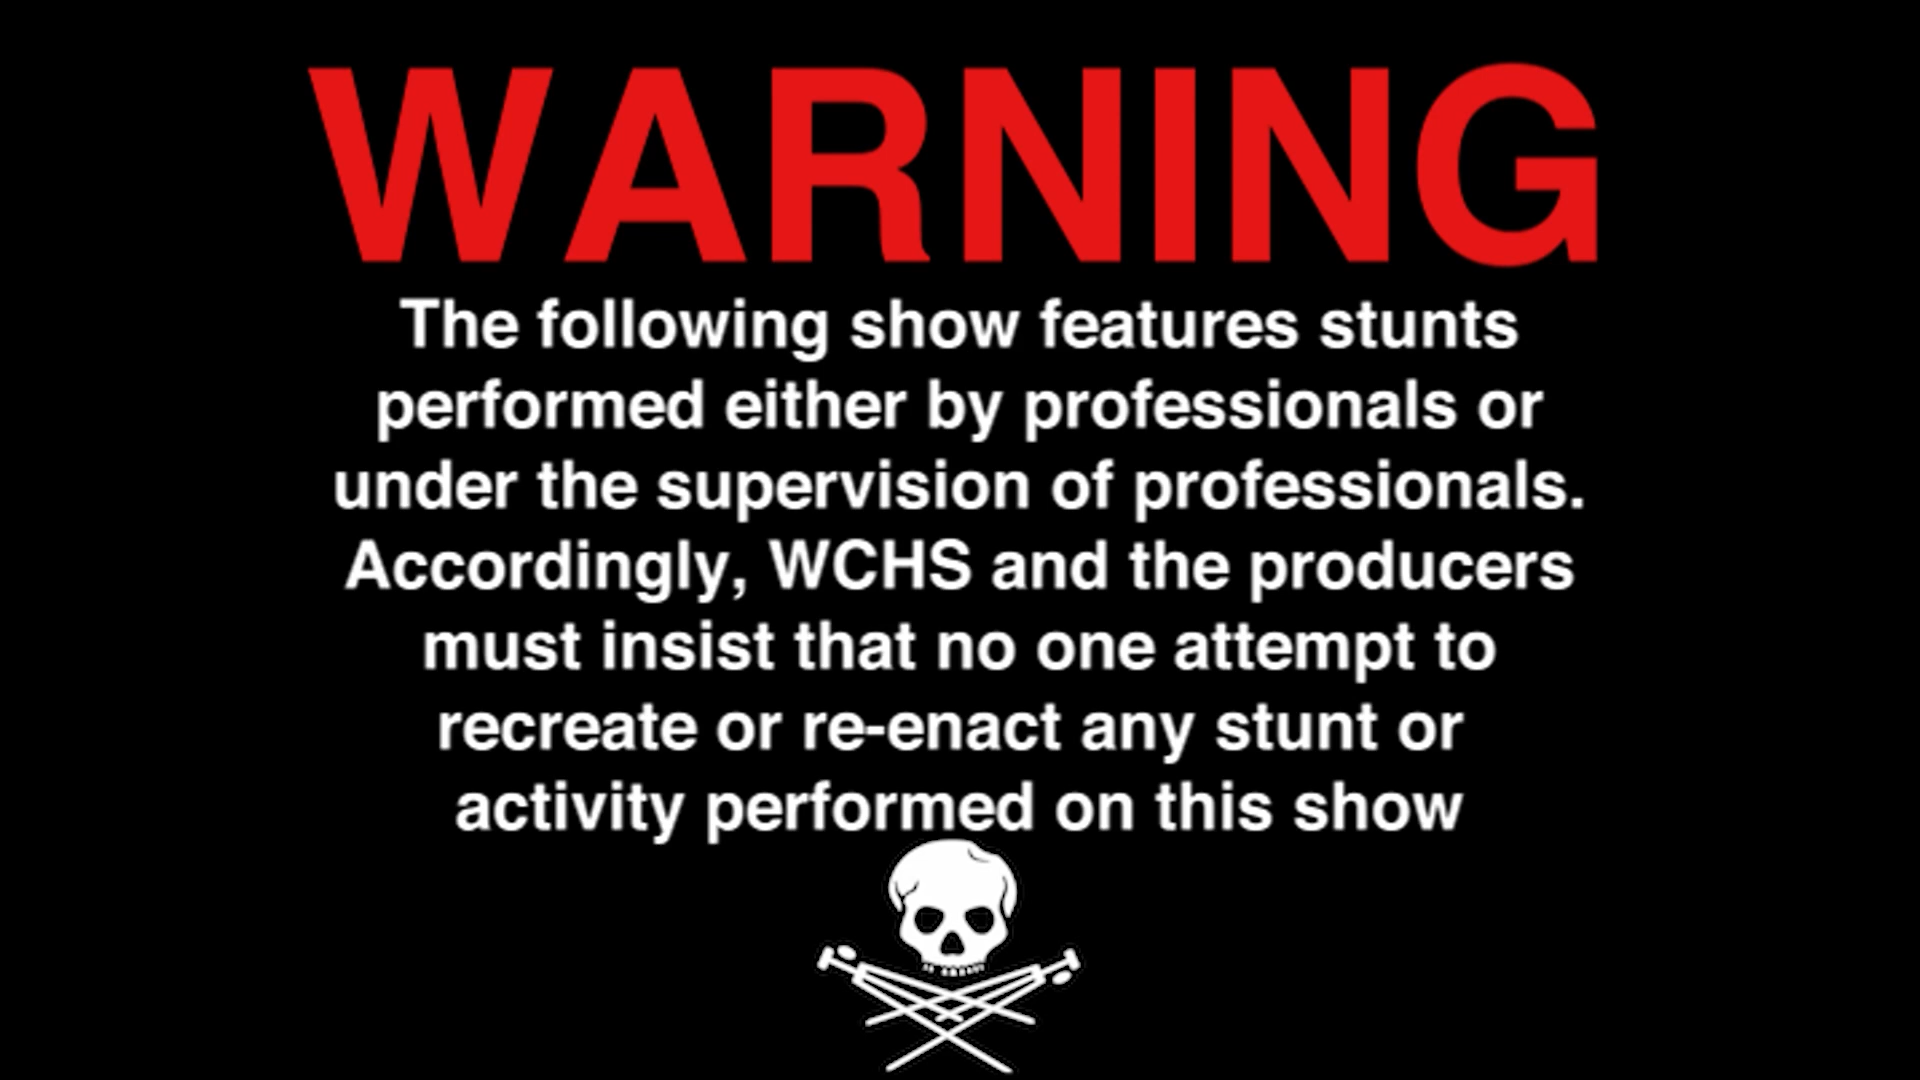 WARNING
The following show features stunts
performed either by professionals or
under the supervision of professionals.
Accordingly, WCHS and the producers
must insist that no one attempt to
recreate or re-enact any stunt or
activity performed on this show